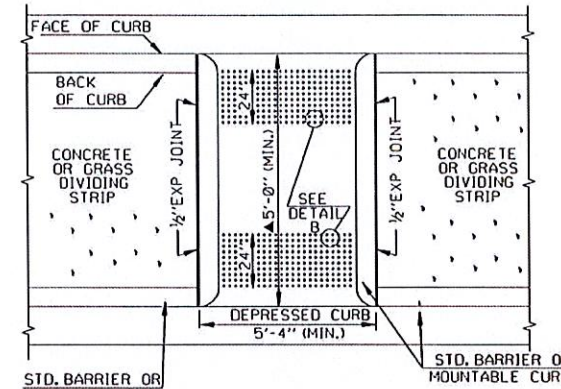 FACE OF CURB
BACK
OF CURB
CONCRETE
OR GRASS
DIVIDING
STRIP
1/2"EXP JOINT
24"
5'-0" (MIN.)
SEE
DETAIL
B
24"
1/2"EXP JOINT
CONCRETE
OR GRASS
DIVIDING
STRIP
DEPRESSED CURB
5'-4" (MIN.)
STD. BARRIER OR
STD. BARRIER O
MOUNTABLE CUR